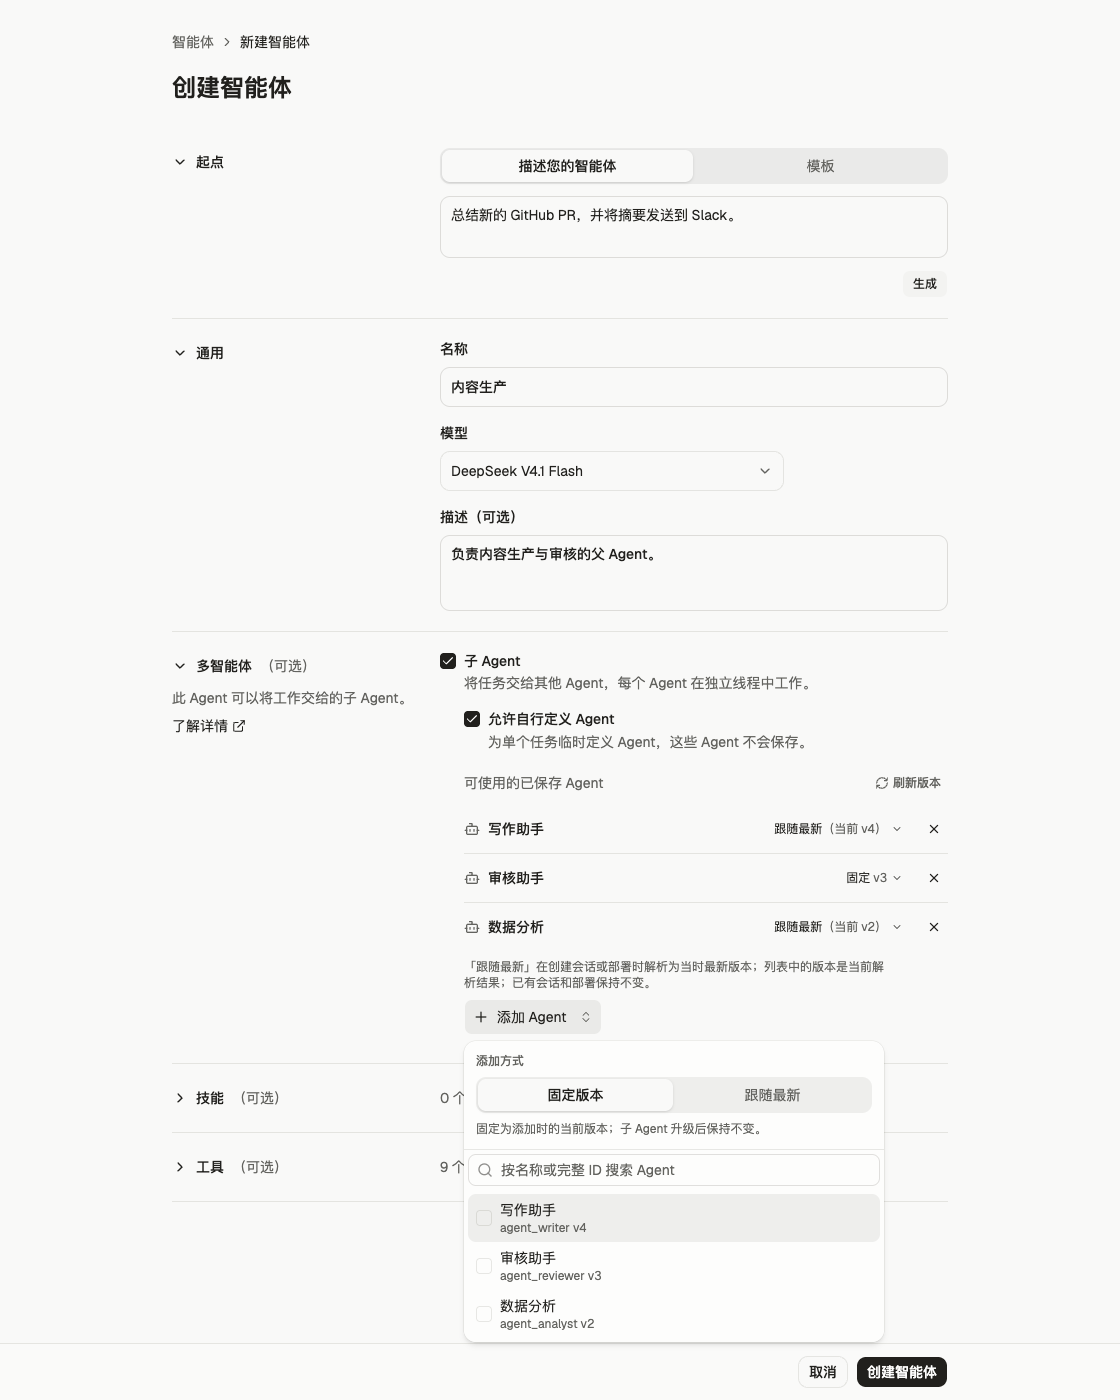 智能体 > 新建智能体
创建智能体
起点
描述您的智能体 模板
总结新的 GitHub PR，并将摘要发送到 Slack。
生成
通用
名称
内容生产
模型
DeepSeek V4.1 Flash
描述（可选）
负责内容生产与审核的父 Agent。
多智能体 （可选）
此 Agent 可以将工作交给的子 Agent。
了解详情
子 Agent
将任务交给其他 Agent，每个 Agent 在独立线程中工作。
允许自行定义 Agent
为单个任务临时定义 Agent，这些 Agent 不会保存。
可使用的已保存 Agent 刷新版本
写作助手 跟随最新（当前 v4）
审核助手 固定 v3
数据分析 跟随最新（当前 v2）
「跟随最新」在创建会话或部署时解析为当时最新版本；列表中的版本是当前解
析结果；已有会话和部署保持不变。
添加 Agent
技能 （可选） 0 个
工具 （可选） 9 个
添加方式
固定版本 跟随最新
固定为添加时的当前版本；子 Agent 升级后保持不变。
按名称或完整 ID 搜索 Agent
写作助手
agent_writer v4
审核助手
agent_reviewer v3
数据分析
agent_analyst v2
取消 创建智能体